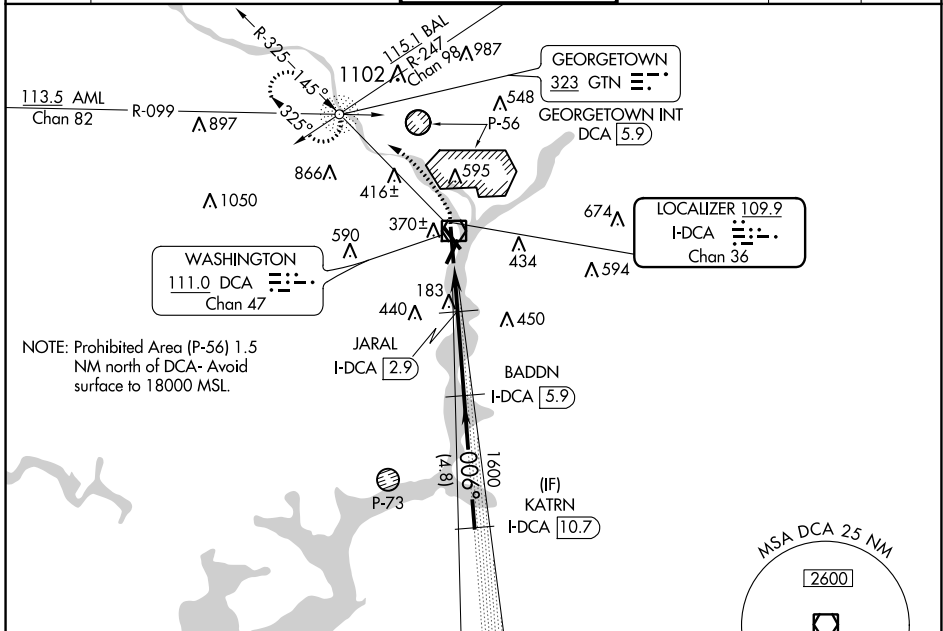 R-325
145°
325°
115.1 BAL
R-247
Chan 98
987
1102
GEORGETOWN
323 GTN
GEORGETOWN INT
DCA 5.9
113.5 AML
Chan 82
R-099
897
548
P-56
866
416±
595
1050
370±
590
674
LOCALIZER 109.9
I-DCA
Chan 36
434
594
WASHINGTON
111.0 DCA
Chan 47
183
440
450
NOTE: Prohibited Area (P-56) 1.5
NM north of DCA- Avoid
surface to 18000 MSL.
JARAL
I-DCA 2.9
BADDN
I-DCA 5.9
1600
006°
(4.8)
P-73
(IF)
KATRN
I-DCA 10.7
MSA DCA 25 NM
2600